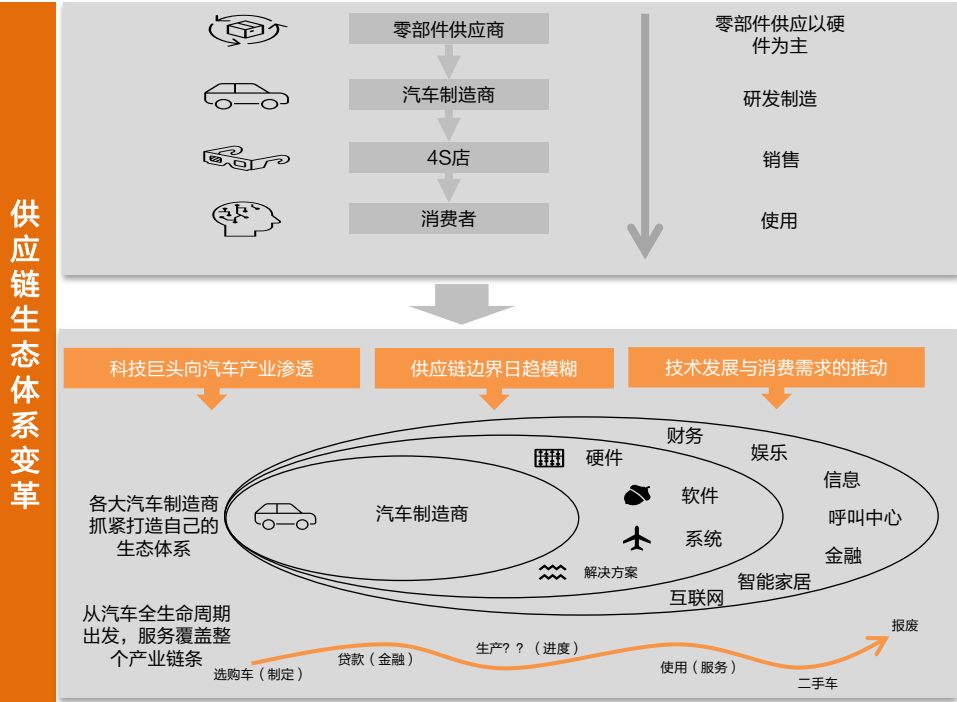 供应链生态体系变革
零部件供应商
零部件供应以硬
件为主
汽车制造商
研发制造
4S店
销售
消费者
使用
科技巨头向汽车产业渗透
供应链边界日趋模糊
技术发展与消费需求的推动
财务
娱乐
硬件
信息
软件
各大汽车制造商
抓紧打造自己的
生态体系
汽车制造商
呼叫中心
系统
金融
解决方案
智能家居
互联网
从汽车全生命周期
出发，服务覆盖整
个产业链条
选购车（制定）
贷款（金融）
生产？？（进度）
使用（服务）
二手车
报废